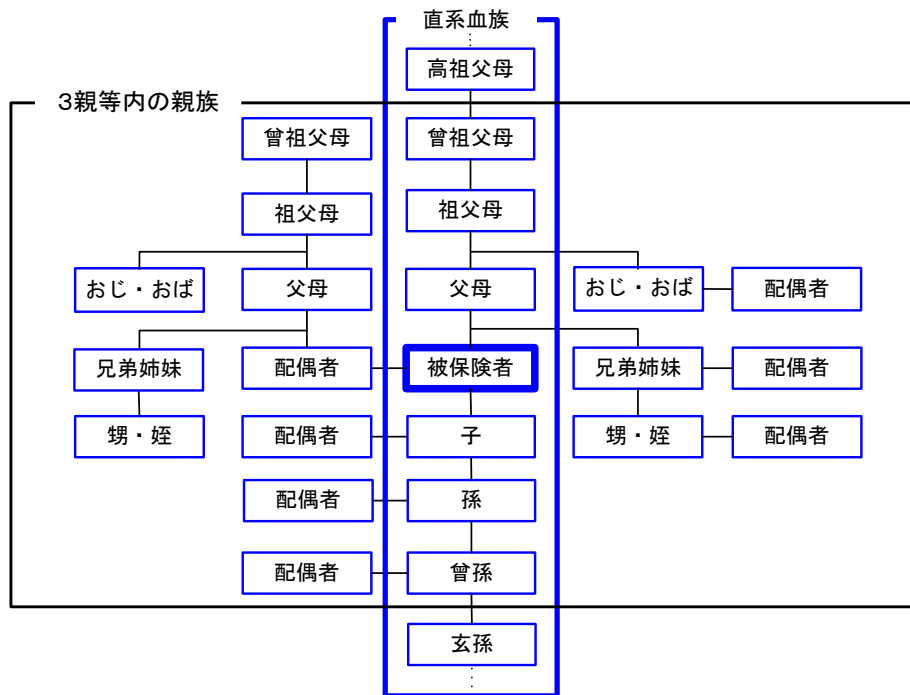 直系血族
高祖父母
3親等内の親族
曾祖父母
曾祖父母
祖父母
祖父母
おじ・おば
父母
父母
おじ・おば
配偶者
兄弟姉妹
配偶者
被保険者
兄弟姉妹
配偶者
甥・姪
配偶者
子
甥・姪
配偶者
配偶者
孫
配偶者
曾孫
玄孫